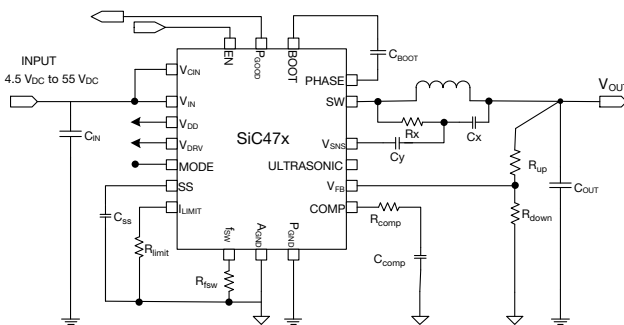 INPUT
4.5 VDC to 55 VDC
CIN
EN
PGOOD
BOOT
CBOOT
VCIN
PHASE
VIN
SW
VOUT
VDD
SiC47x
Rx
Cx
VDRV
VSNS
Cy
MODE
ULTRASONIC
Rup
SS
VFB
COUT
Css
ILIMIT
COMP
Rcomp
Rdown
Rlimit
fSW
AGND
PGND
Ccomp
Rfsw